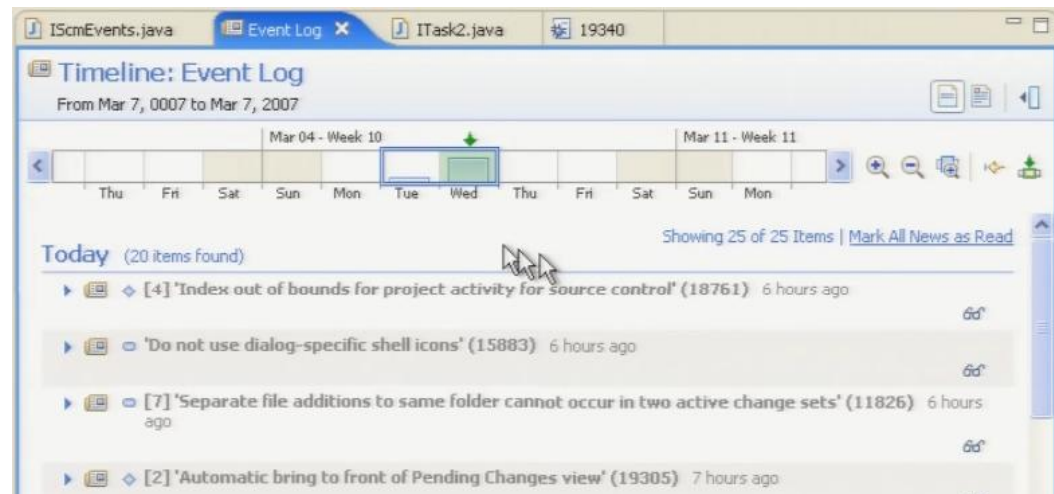 IScmEvents.java
Event Log
ITask2.java
19340
Timeline: Event Log
From Mar 7, 0007 to Mar 7, 2007
Mar 04 - Week 10
Mar 11 - Week 11
Thu Fri Sat Sun Mon Tue Wed Thu Fri Sat Sun Mon
Showing 25 of 25 Items | Mark All News as Read
Today (20 items found)
[4] 'Index out of bounds for project activity for source control' (18761) 6 hours ago
'Do not use dialog-specific shell icons' (15883) 6 hours ago
[7] 'Separate file additions to same folder cannot occur in two active change sets' (11826) 6 hours
ago
[2] 'Automatic bring to front of Pending Changes view' (19305) 7 hours ago